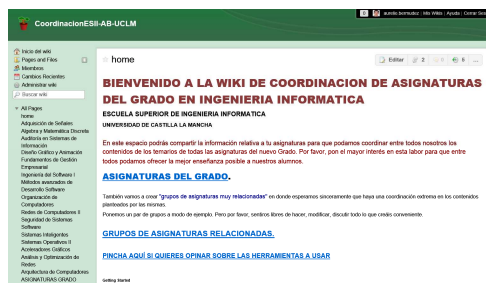 0 aurelio.bermudez | Mis Wikis | Ayuda | Cerrar Ses
CoordinacionESII-AB-UCLM
Inicio del wiki
Pages and Files
Miembros
Cambios Recientes
Administrar wiki
Buscar wiki
All Pages
home
Adquisición de Señales
Algebra y Matemática Discreta
Auditoría en Sistemas de
Información
Diseño Gráfico y Animación
Fundamentos de Gestión
Empresarial
Ingeniería del Software I
Métodos avanzados de
Desarrollo Software
Organización de
Computadores
Redes de Computadores II
Seguridad de Sistemas
Software
Sistemas Inteligentes
Sistemas Operativos II
Aceleradores Gráficos
Análisis y Optimización de
Redes
Arquitectura de Computadores
ASIGNATURAS GRADO
home
Editar 2 0 6 ...
BIENVENIDO A LA WIKI DE COORDINACION DE ASIGNATURAS
DEL GRADO EN INGENIERIA INFORMATICA
ESCUELA SUPERIOR DE INGENIERIA INFORMATICA
UNIVERSIDAD DE CASTILLA LA MANCHA
En este espacio podrás compartir la información relativa a tu asignaturas para que podamos coordinar entre todos nosotros los
contenidos de los temarios de todas las asignaturas del nuevo Grado. Por favor, pon el mayor interés en esta labor para que entre
todos podamos ofrecer la mejor enseñanza posible a nuestros alumnos.
ASIGNATURAS DEL GRADO.
También vamos a crear "grupos de asignaturas muy relacionadas" en donde esperamos sinceramente que haya una coordinación extrema en los contenidos
planteados por las mismas.
Ponemos un par de grupos a modo de ejemplo. Pero por favor, sentiros libres de hacer, modificar, discutir todo lo que creáis conveniente.
GRUPOS DE ASIGNATURAS RELACIONADAS.
PINCHA AQUÍ SI QUIERES OPINAR SOBRE LAS HERRAMIENTAS A USAR
Getting Started